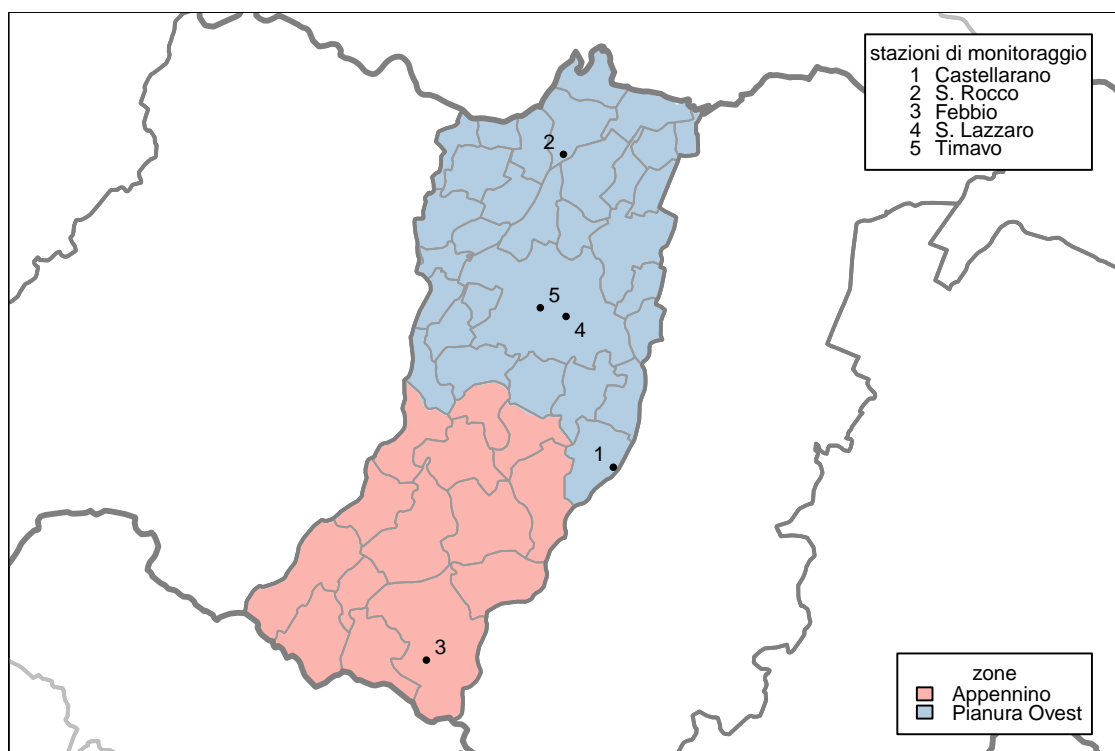 stazioni di monitoraggio
1 Castellarano
2 S. Rocco
3 Febbio
4 S. Lazzaro
5 Timavo
2
5
4
1
3
zone
Appennino
Pianura Ovest